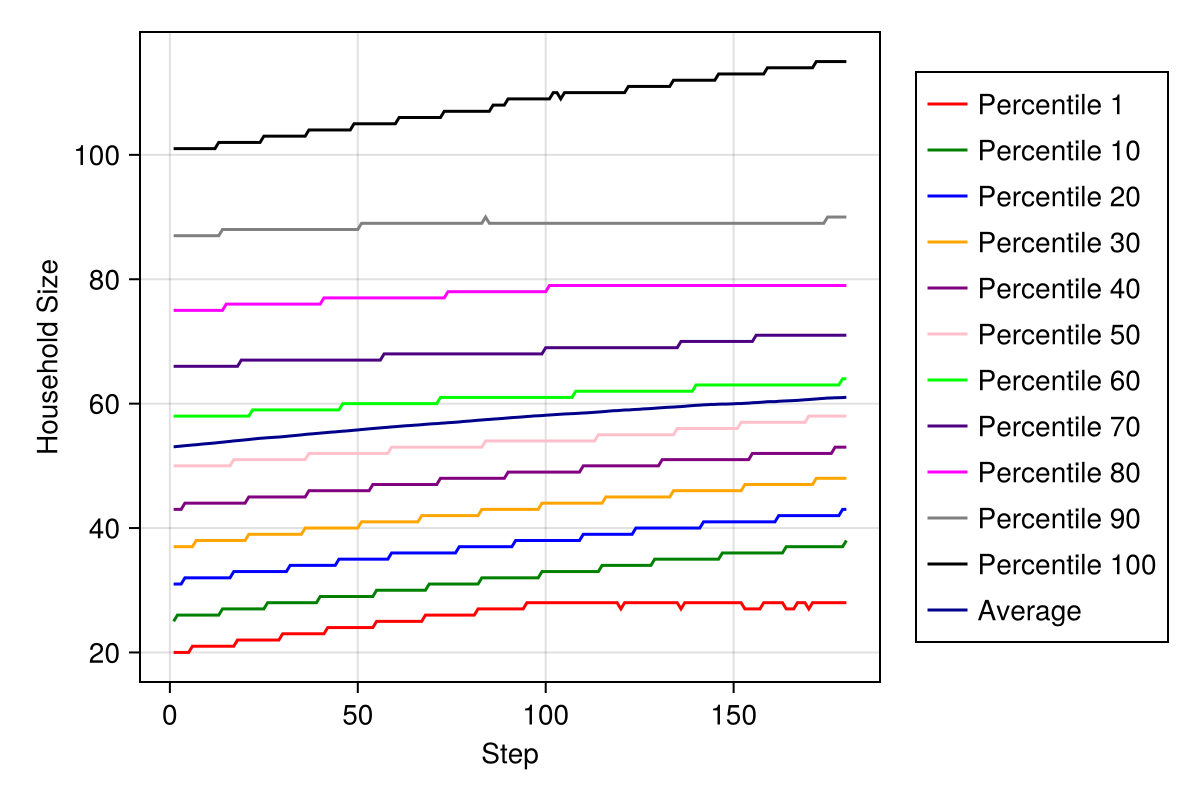 100
80
60
40
20
0
50
100
150
Household Size
Step
Percentile 1
Percentile 10
Percentile 20
Percentile 30
Percentile 40
Percentile 50
Percentile 60
Percentile 70
Percentile 80
Percentile 90
Percentile 100
Average